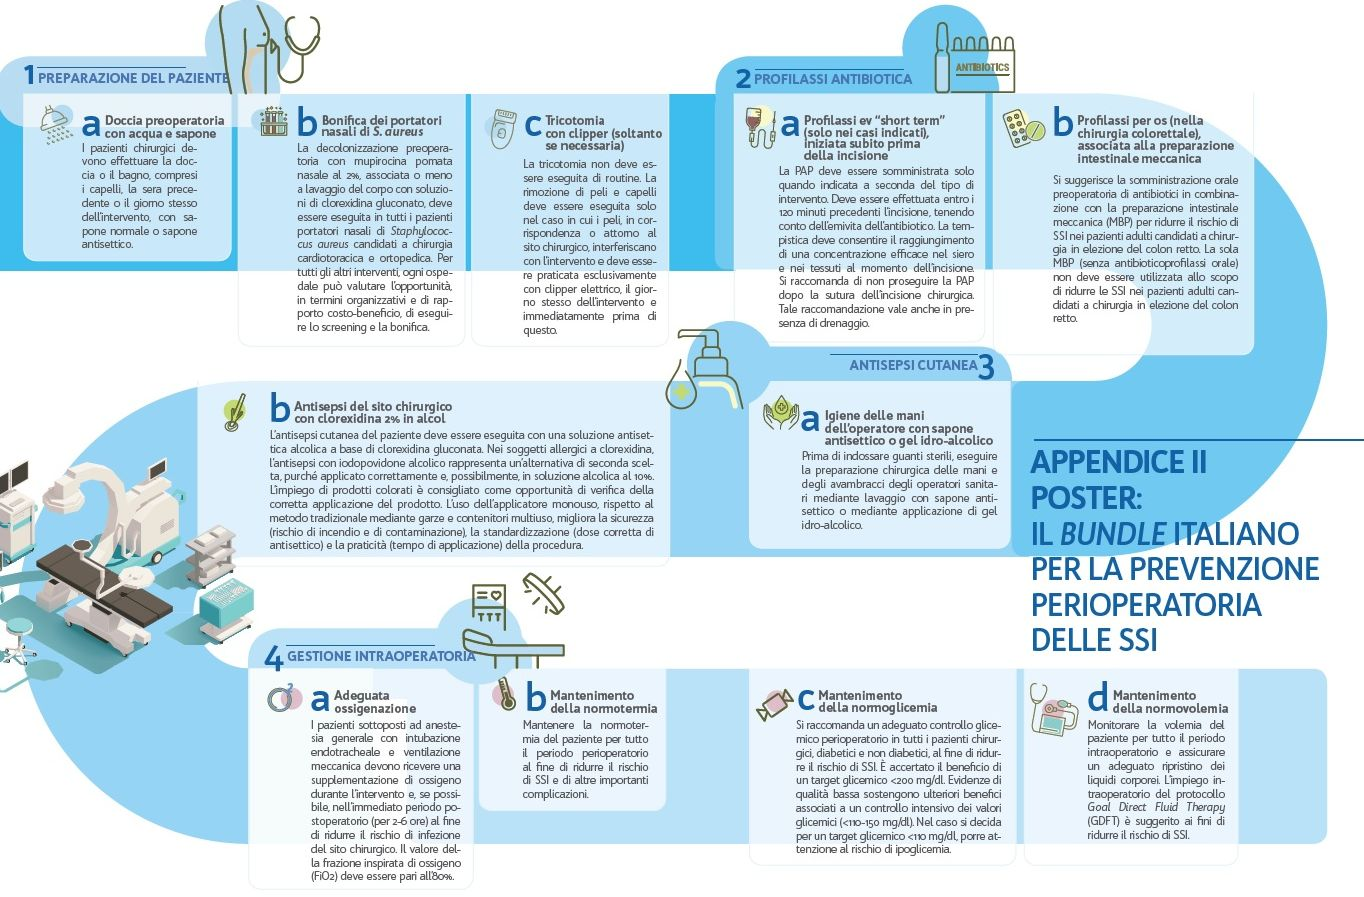 1 PREPARAZIONE DEL PAZIENTE
a Doccia preoperatoria
con acqua e sapone
I pazienti chirurgici de-
vono effettuare la doc-
cia o il bagno, compresi
i capelli, la sera prece-
dente o il giorno stesso
dell'intervento, con sa-
pone normale o sapone
antisettico.
b Bonifica dei portatori
nasali di S. aureus
La decolonizzazione preopera-
toria con mupirocina pomata
nasale al 2%, associata o meno
a lavaggio del corpo con soluzio-
ni di clorexidina gluconato, deve
essere eseguita in tutti i pazienti
portatori nasali di Staphylococ-
cus aureus candidati a chirurgia
cardiotoracica e ortopedica. Per
tutti gli altri interventi, ogni ospe-
dale può valutare l'opportunità,
in termini organizzativi e di rap-
porto costo-beneficio, di esegui-
re lo screening e la bonifica.
c Tricotomia
con clipper (soltanto
se necessaria)
La tricotomia non deve es-
sere eseguita di routine. La
rimozione di peli e capelli
deve essere eseguita solo
nel caso in cui i peli, in cor-
rispondenza o attorno al
sito chirurgico, interferiscano
con l'intervento e deve esse-
re praticata esclusivamente
con clipper elettrico, il gior-
no stesso dell'intervento e
immediatamente prima di
questo.
ANTIBIOTICS
2 PROFILASSI ANTIBIOTICA
a Profilassi ev "short term"
(solo nei casi indicati),
iniziata subito prima
della incisione
La PAP deve essere somministrata solo
quando indicata a seconda del tipo di
intervento. Deve essere effettuata entro i
120 minuti precedenti l'incisione, tenendo
conto dell'emivita dell'antibiotico. La tem-
pistica deve consentire il raggiungimento
di una concentrazione efficace nel siero
e nei tessuti al momento dell'incisione.
Si raccomanda di non proseguire la PAP
dopo la sutura dell'incisione chirurgica.
Tale raccomandazione vale anche in pre-
senza di drenaggio.
b Profilassi per os (nella
chirurgia colorettale),
associata alla preparazione
intestinale meccanica
Si suggerisce la somministrazione orale
preoperatoria di antibiotici in combina-
zione con la preparazione intestinale
meccanica (MBP) per ridurre il rischio di
SSI nei pazienti adulti candidati a chirur-
gia in elezione del colon retto. La sola
MBP (senza antibioticoprofilassi orale)
non deve essere utilizzata allo scopo
di ridurre le SSI nei pazienti adulti can-
didati a chirurgia in elezione del colon
retto.
ANTISEPSI CUTANEA 3
a Igiene delle mani
dell'operatore con sapone
antisettico o gel idro-alcolico
Prima di indossare guanti sterili, eseguire
la preparazione chirurgica delle mani e
degli avambracci degli operatori sanita-
ri mediante lavaggio con sapone anti-
settico o mediante applicazione di gel
idro-alcolico.
b Antisepsi del sito chirurgico
con clorexidina 2% in alcol
L'antisepsi cutanea del paziente deve essere eseguita con una soluzione antiset-
tica alcolica a base di clorexidina gluconata. Nei soggetti allergici a clorexidina,
l'antisepsi con iodopovidone alcolico rappresenta un'alternativa di seconda scel-
ta, purché applicato correttamente e, possibilmente, in soluzione alcolica al 10%.
L'impiego di prodotti colorati è consigliato come opportunità di verifica della
corretta applicazione del prodotto. L'uso dell'applicatore monouso, rispetto al
metodo tradizionale mediante garze e contenitori multiuso, migliora la sicurezza
(rischio di incendio e di contaminazione), la standardizzazione (dose corretta di
antisettico) e la praticità (tempo di applicazione) della procedura.
APPENDICE II
POSTER:
IL BUNDLE ITALIANO
PER LA PREVENZIONE
PERIOPERATORIA
DELLE SSI
4 GESTIONE INTRAOPERATORIA
a Adeguata
ossigenazione
I pazienti sottoposti ad aneste-
sia generale con intubazione
endotracheale e ventilazione
meccanica devono ricevere una
supplementazione di ossigeno
durante l'intervento e, se possi-
bile, nell'immediato periodo po-
stoperatorio (per 2-6 ore) al fine
di ridurre il rischio di infezione
del sito chirurgico. Il valore del-
la frazione inspirata di ossigeno
(FiO2) deve essere pari all'80%.
b Mantenimento
della normotermia
Mantenere la normoter-
mia del paziente per tutto
il periodo perioperatorio
al fine di ridurre il rischio
di SSI e di altre importanti
complicazioni.
c Mantenimento
della normoglicemia
Si raccomanda un adeguato controllo glice-
mico perioperatorio in tutti i pazienti chirur-
gici, diabetici e non diabetici, al fine di ridur-
re il rischio di SSI. È accertato il beneficio di
un target glicemico <200 mg/dl. Evidenze di
qualità bassa sostengono ulteriori benefici
associati a un controllo intensivo dei valori
glicemici (<110-150 mg/dl). Nel caso si decida
per un target glicemico <110 mg/dl, porre at-
tenzione al rischio di ipoglicemia.
d Mantenimento
della normovolemia
Monitorare la volemia del
paziente per tutto il periodo
intraoperatorio e assicurare
un adeguato ripristino dei
liquidi corporei. L'impiego in-
traoperatorio del protocollo
Goal Direct Fluid Therapy
(GDFT) è suggerito ai fini di
ridurre il rischio di SSI.